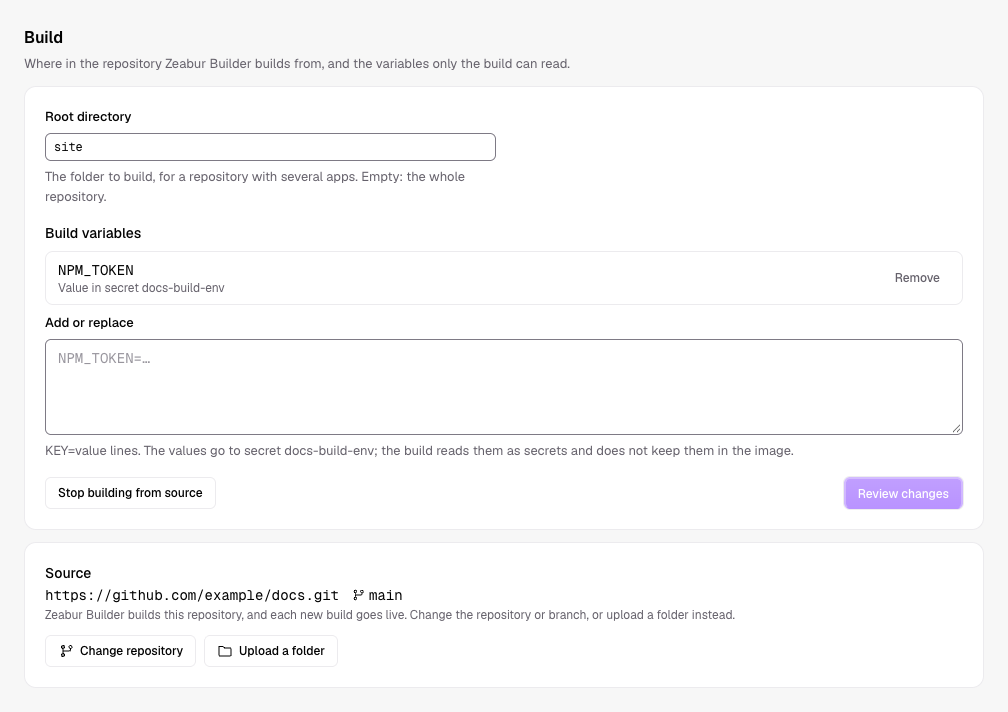 Build
Where in the repository Zeabur Builder builds from, and the variables only the build can read.
Root directory
site
The folder to build, for a repository with several apps. Empty: the whole
repository.
Build variables
NPM_TOKEN
Value in secret docs-build-env
Remove
Add or replace
NPM_TOKEN=…
KEY=value lines. The values go to secret docs-build-env; the build reads them as secrets and does not keep them in the image.
Stop building from source
Review changes
Source
https://github.com/example/docs.git main
Zeabur Builder builds this repository, and each new build goes live. Change the repository or branch, or upload a folder instead.
Change repository
Upload a folder